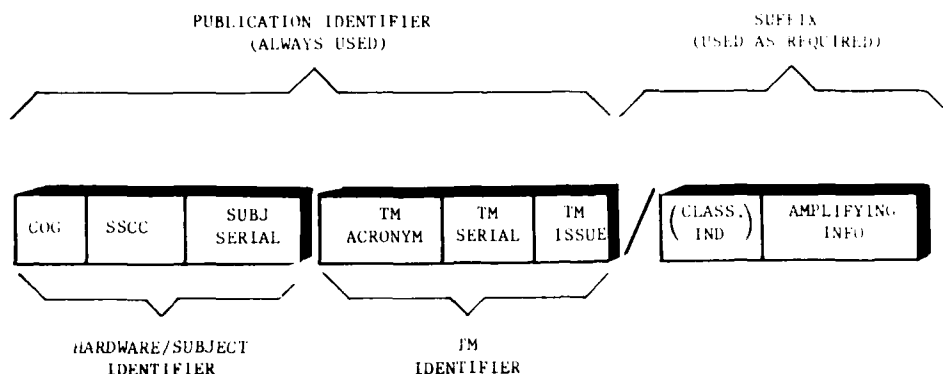 PUBLICATION IDENTIFIER
(ALWAYS USED)
SUFFIX
(USED AS REQUIRED)
COG
SSCC
SUBJ
SERIAL
TM
ACRONYM
TM
SERIAL
TM
ISSUE
/
(CLASS.
IND)
AMPLIFYING
INFO
HARDWARE/SUBJECT
IDENTIFIER
TM
IDENTIFIER